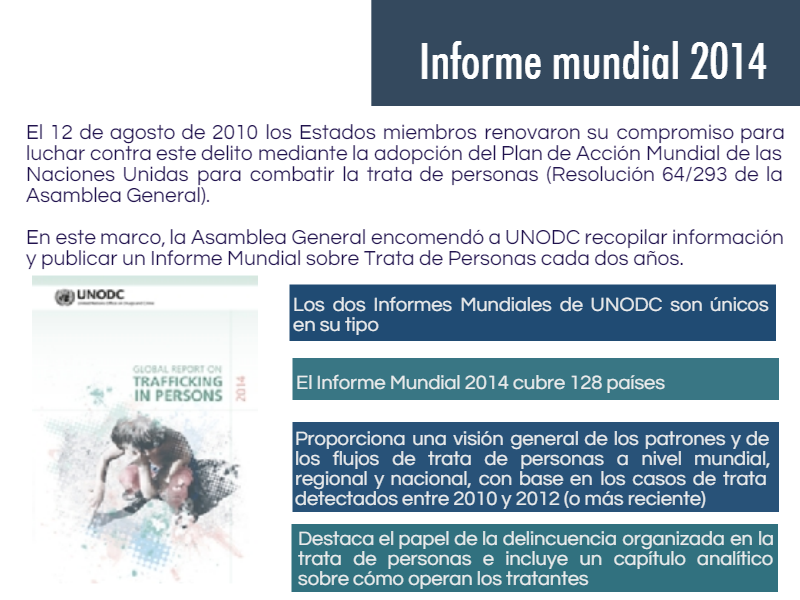 Informe mundial 2014
El 12 de agosto de 2010 los Estados miembros renovaron su compromiso para
luchar contra este delito mediante la adopción del Plan de Acción Mundial de las
Naciones Unidas para combatir la trata de personas (Resolución 64/293 de la
Asamblea General).
En este marco, la Asamblea General encomendó a UNODC recopilar información
y publicar un Informe Mundial sobre Trata de Personas cada dos años.
UNODC
United Nations Office on Drugs and Crime
GLOBAL REPORT ON
TRAFFICKING
IN PERSONS
2014
Los dos Informes Mundiales de UNODC son únicos
en su tipo
El Informe Mundial 2014 cubre 128 países
Proporciona una visión general de los patrones y de
los flujos de trata de personas a nivel mundial,
regional y nacional, con base en los casos de trata
detectados entre 2010 y 2012 (o más reciente)
Destaca el papel de la delincuencia organizada en la
trata de personas e incluye un capítulo analítico
sobre cómo operan los tratantes